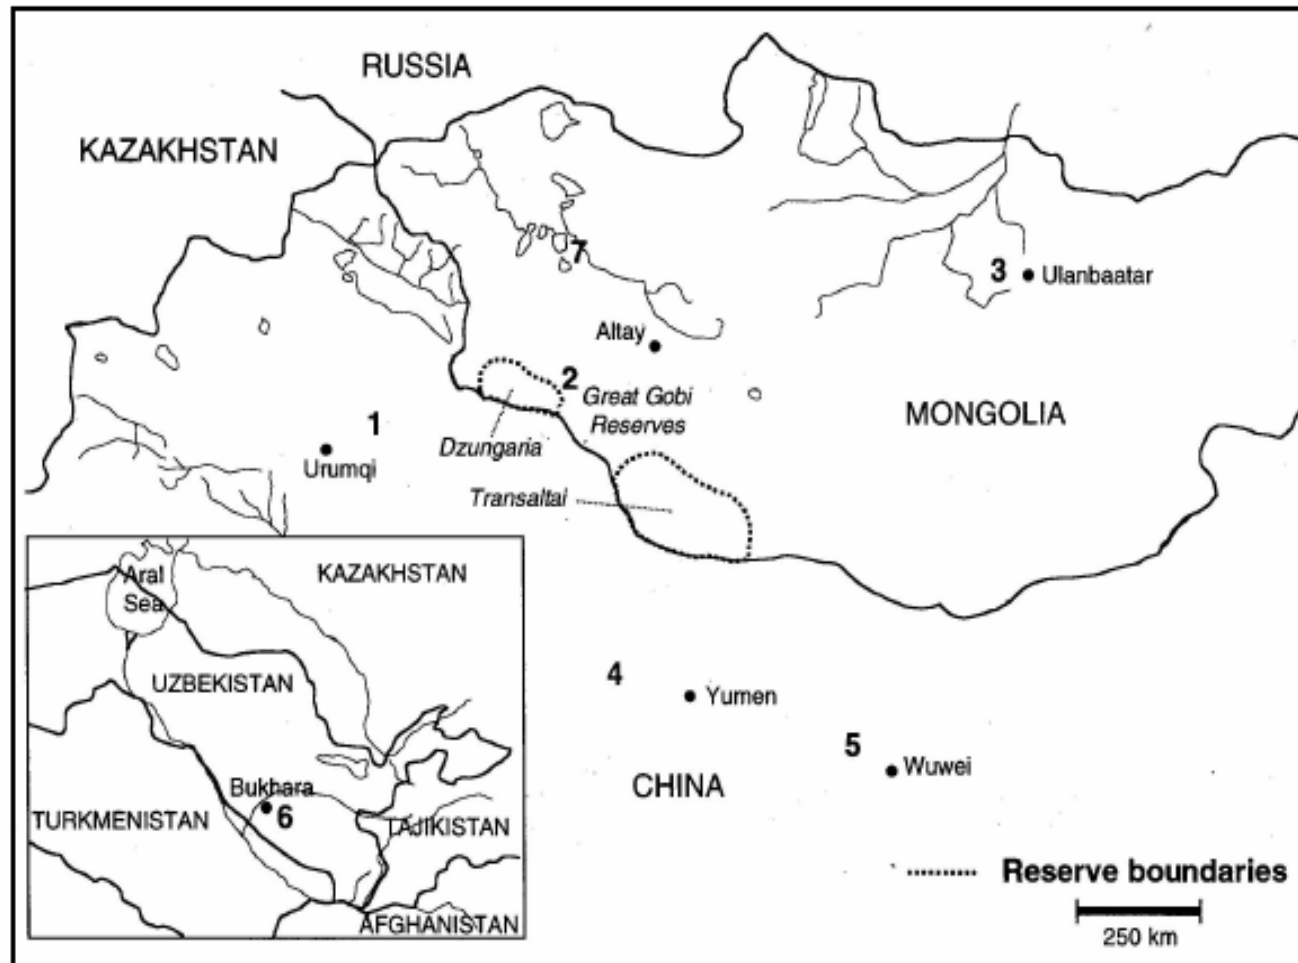 RUSSIA
KAZAKHSTAN
7
3
Ulanbaatar
Altay
2
Great Gobi
Reserves
MONGOLIA
1
Dzungaria
Urumqi
Transaltai
Aral
Sea
KAZAKHSTAN
UZBEKISTAN
4
Yumen
5
Wuwei
CHINA
Bukhara
6
TURKMENISTAN
TAJIKISTAN
AFGHANISTAN
Reserve boundaries
250 km